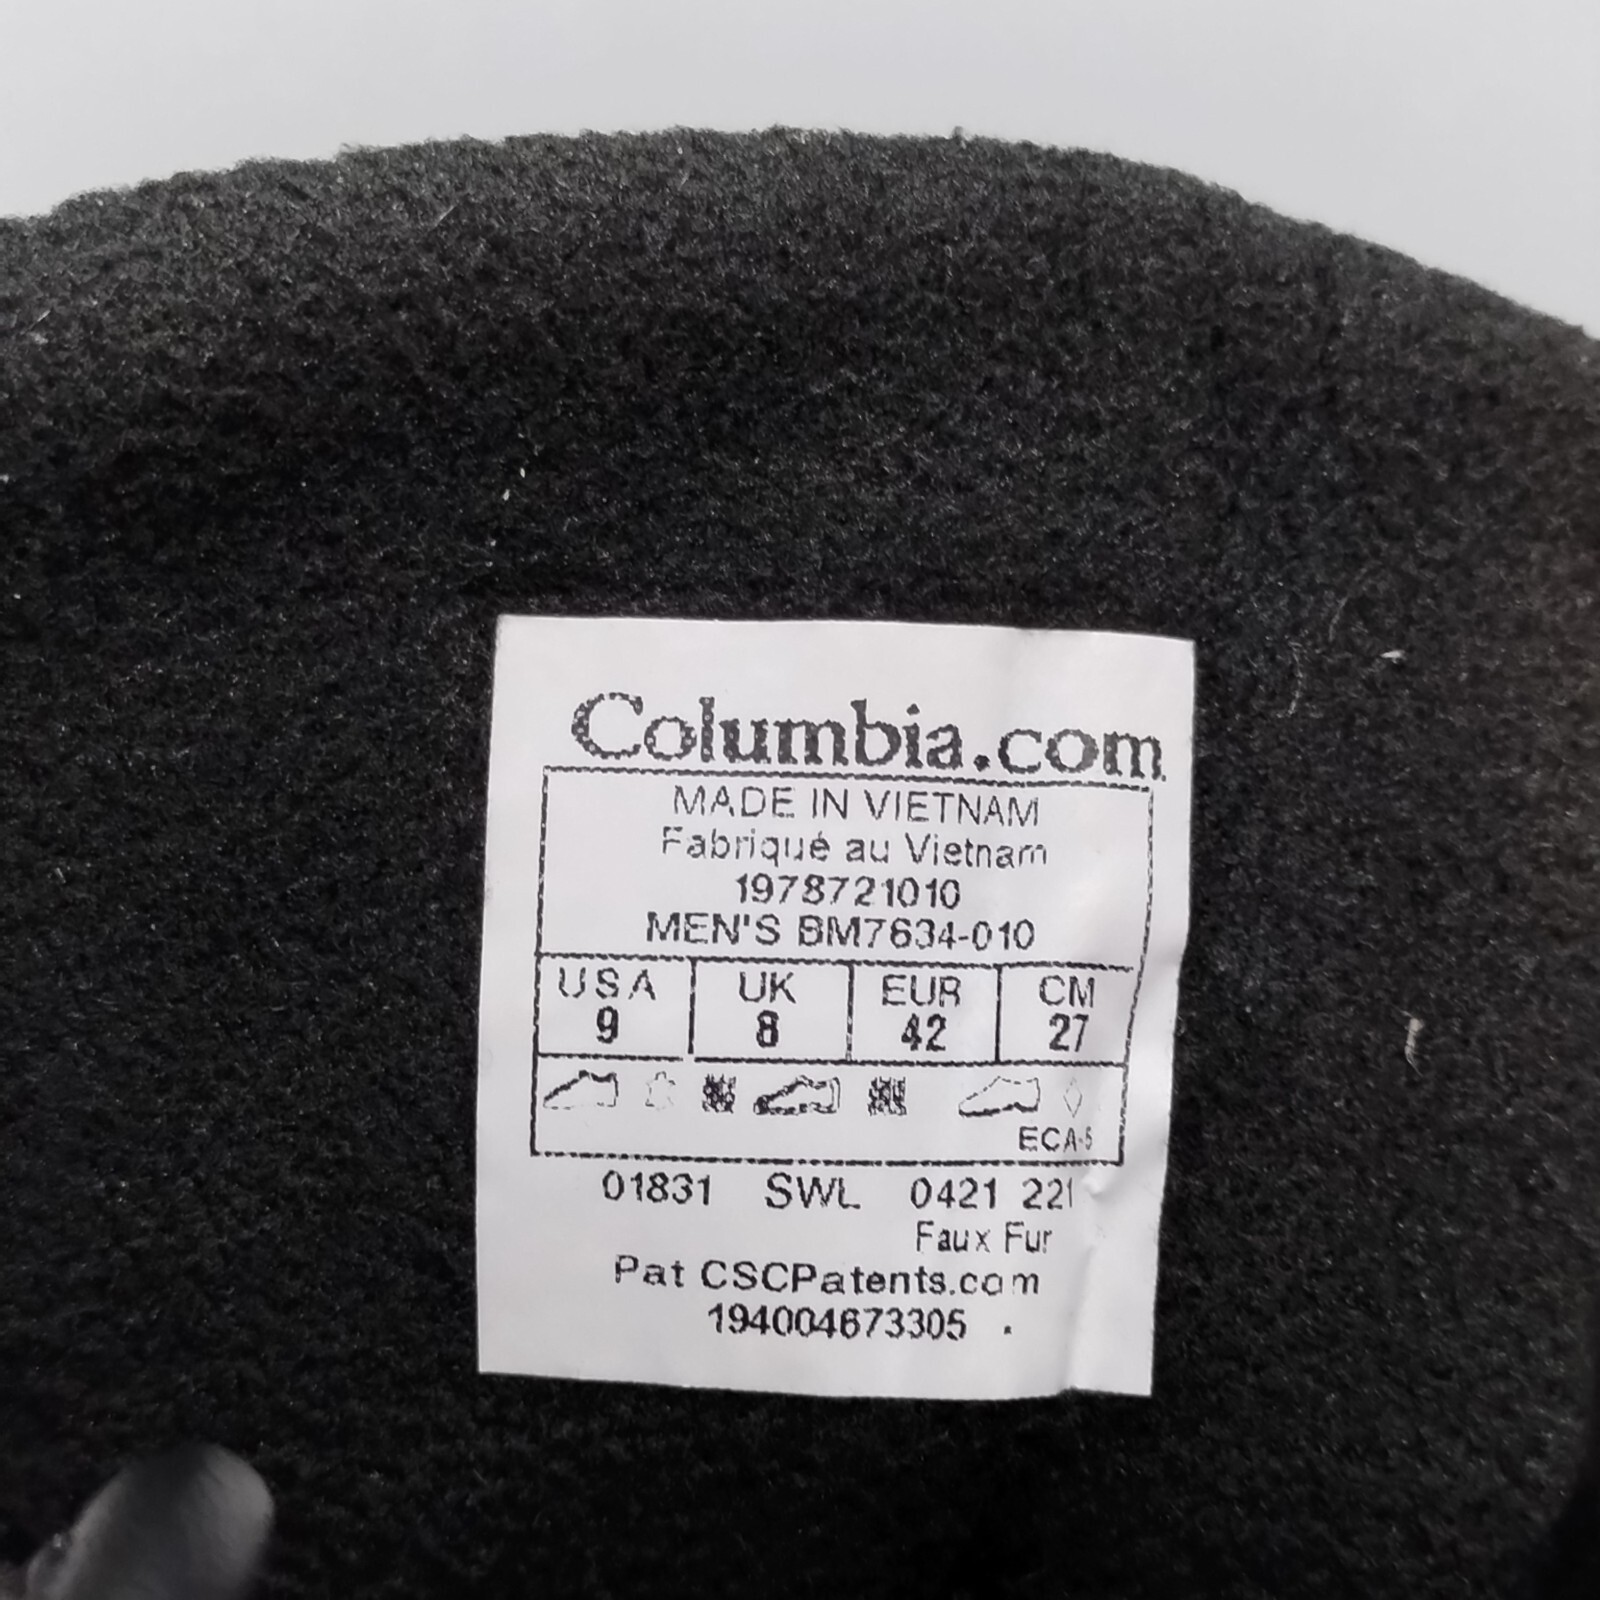 Columbia.com
MADE IN VIETNAM
Fabriqué au Vietnam
1978721010
MEN'S BM7634-010
USA UK EUR CM
9 8 42 27
ECA-5
01831 SWL 0421
Faux Fur
Pat CSCPatents.com
194004673305